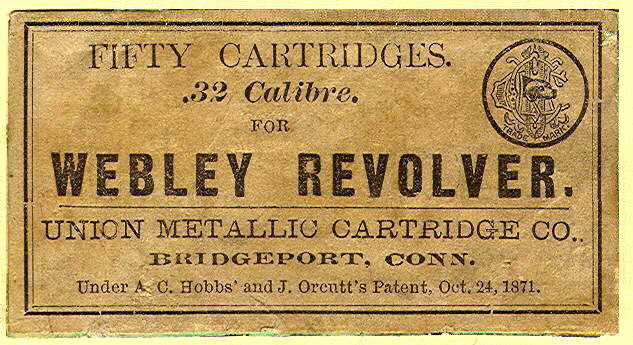 FIFTY CARTRIDGES.
.32 Calibre.
FOR
TRADE MARK
WEBLEY REVOLVER.
UNION METALLIC CARTRIDGE CO.,
BRIDGEPORT, CONN.
Under A. C. Hobbs' and J. Orcutt's Patent, Oct. 24, 1871.